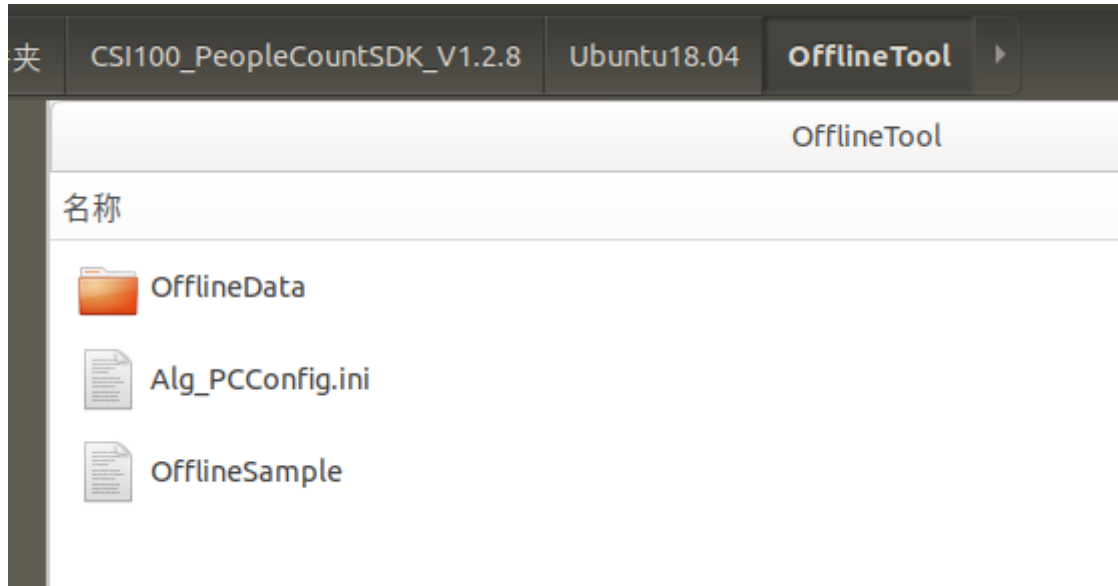 夹 CSI100_PeopleCountSDK_V1.2.8 Ubuntu18.04 OfflineTool
OfflineTool
名称
OfflineData
Alg_PCConfig.ini
OfflineSample